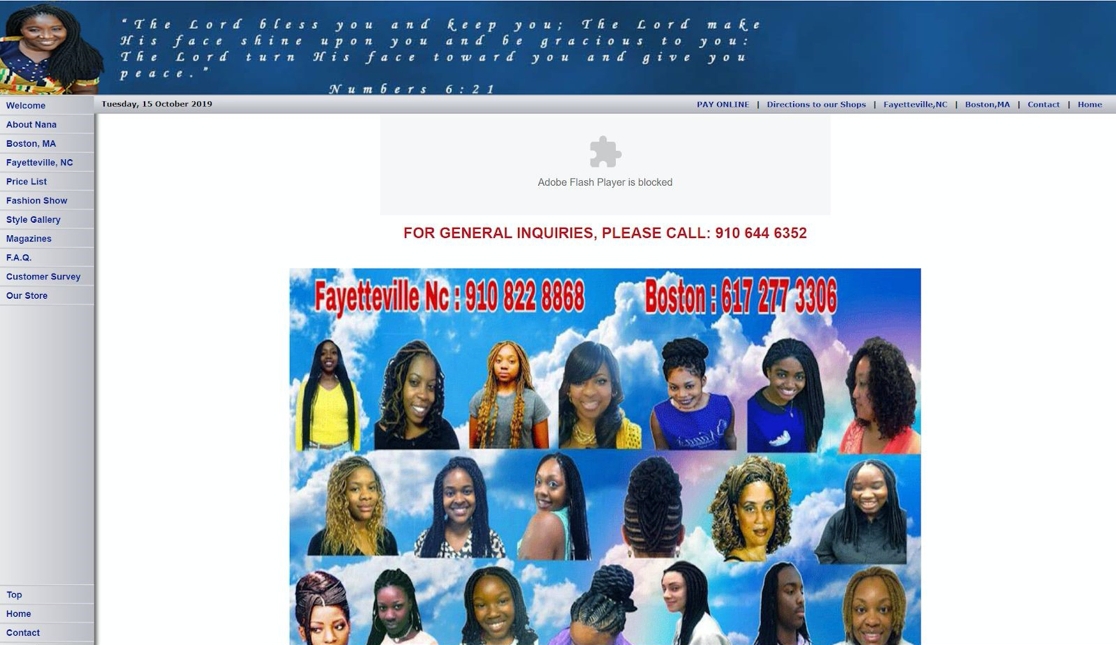 “The Lord bless you and keep you; The Lord make
His face shine upon you and be gracious to you:
The Lord turn His face toward you and give you
peace.”
Numbers 6:21
Welcome
Tuesday, 15 October 2019
PAY ONLINE | Directions to our Shops | Fayetteville,NC | Boston,MA | Contact | Home
About Nana
Boston, MA
Fayetteville, NC
Price List
Fashion Show
Style Gallery
Magazines
F.A.Q.
Customer Survey
Our Store
Adobe Flash Player is blocked
FOR GENERAL INQUIRIES, PLEASE CALL: 910 644 6352
Fayetteville Nc : 910 822 8868
Boston : 617 277 3306
Top
Home
Contact